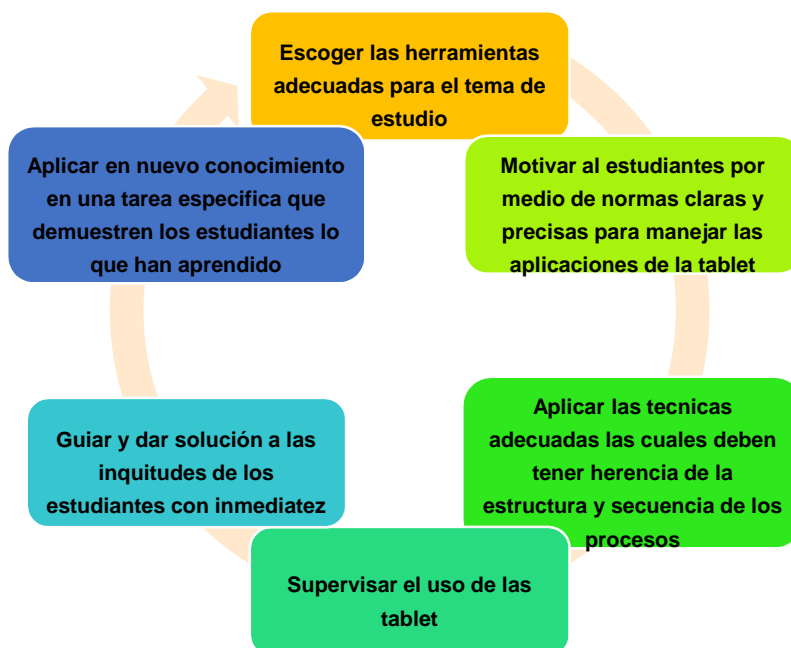 Escoger las herramientas
adecuadas para el tema de
estudio
Motivar al estudiantes por
medio de normas claras y
precisas para manejar las
aplicaciones de la tablet
Aplicar las tecnicas
adecuadas las cuales deben
tener herencia de la
estructura y secuencia de los
procesos
Supervisar el uso de las
tablet
Guiar y dar solución a las
inquitudes de los
estudiantes con inmediatez
Aplicar en nuevo conocimiento
en una tarea especifica que
demuestren los estudiantes lo
que han aprendido